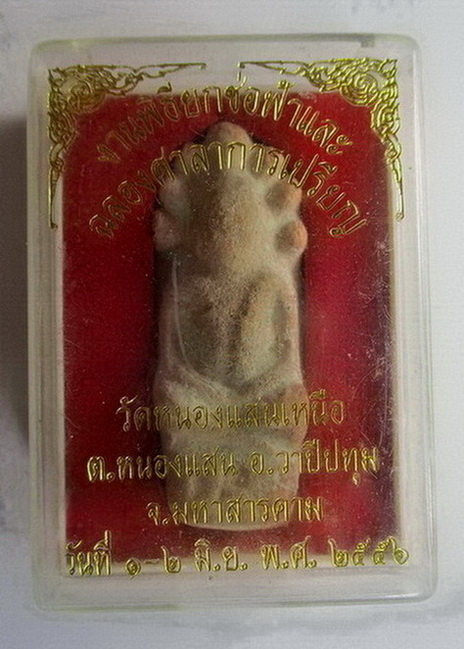 งานพิธียกช่อฟ้าและ
ฉลองศาลาการเปรียญ
วัดหนองแสนเหนือ
ต.หนองแสน อ.วาปีปทุม
จ.มหาสารคาม
วันที่ ๑-๒ มิ.ย. พ.ศ. ๒๕๕๖